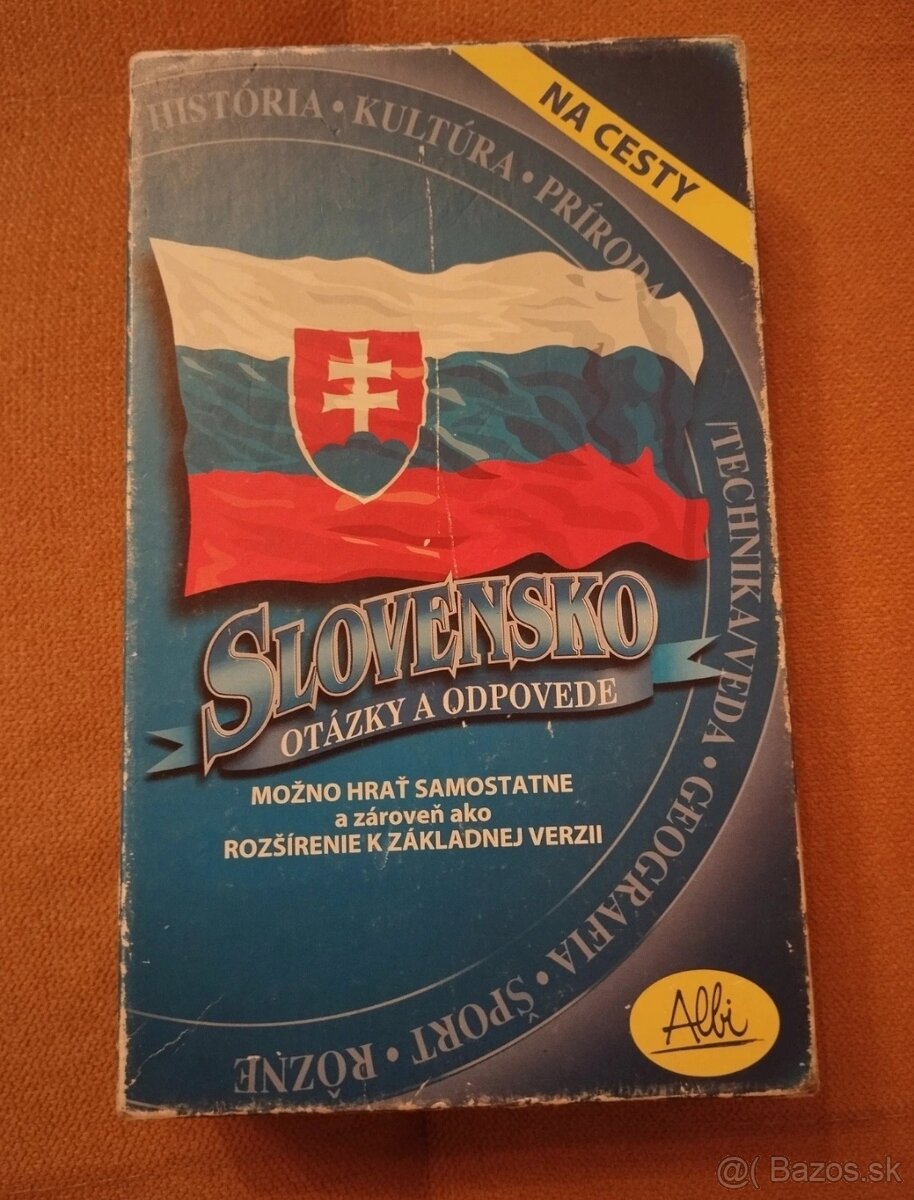 NA CESTY
HISTÓRIA • KULTÚRA • PRÍRODA
/TECHNIKA/VEDA • GEOGRAFIA • ŠPORT • RÔZNE
SLOVENSKO
OTÁZKY A ODPOVEDE
MOŽNO HRAŤ SAMOSTATNE
a zároveň ako
ROZŠÍRENIE K ZÁKLADNEJ VERZII
Albi
@( Bazos.sk